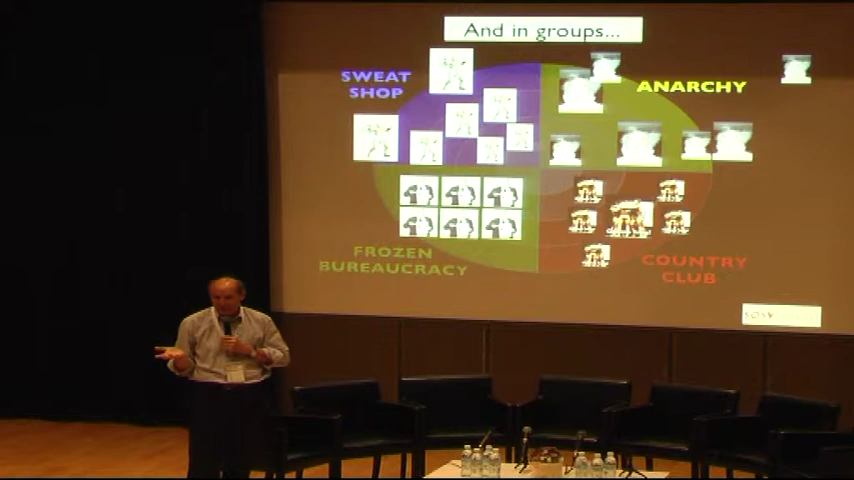 And in groups...
SWEAT
SHOP
ANARCHY
FROZEN
BUREAUCRACY
COUNTRY
CLUB